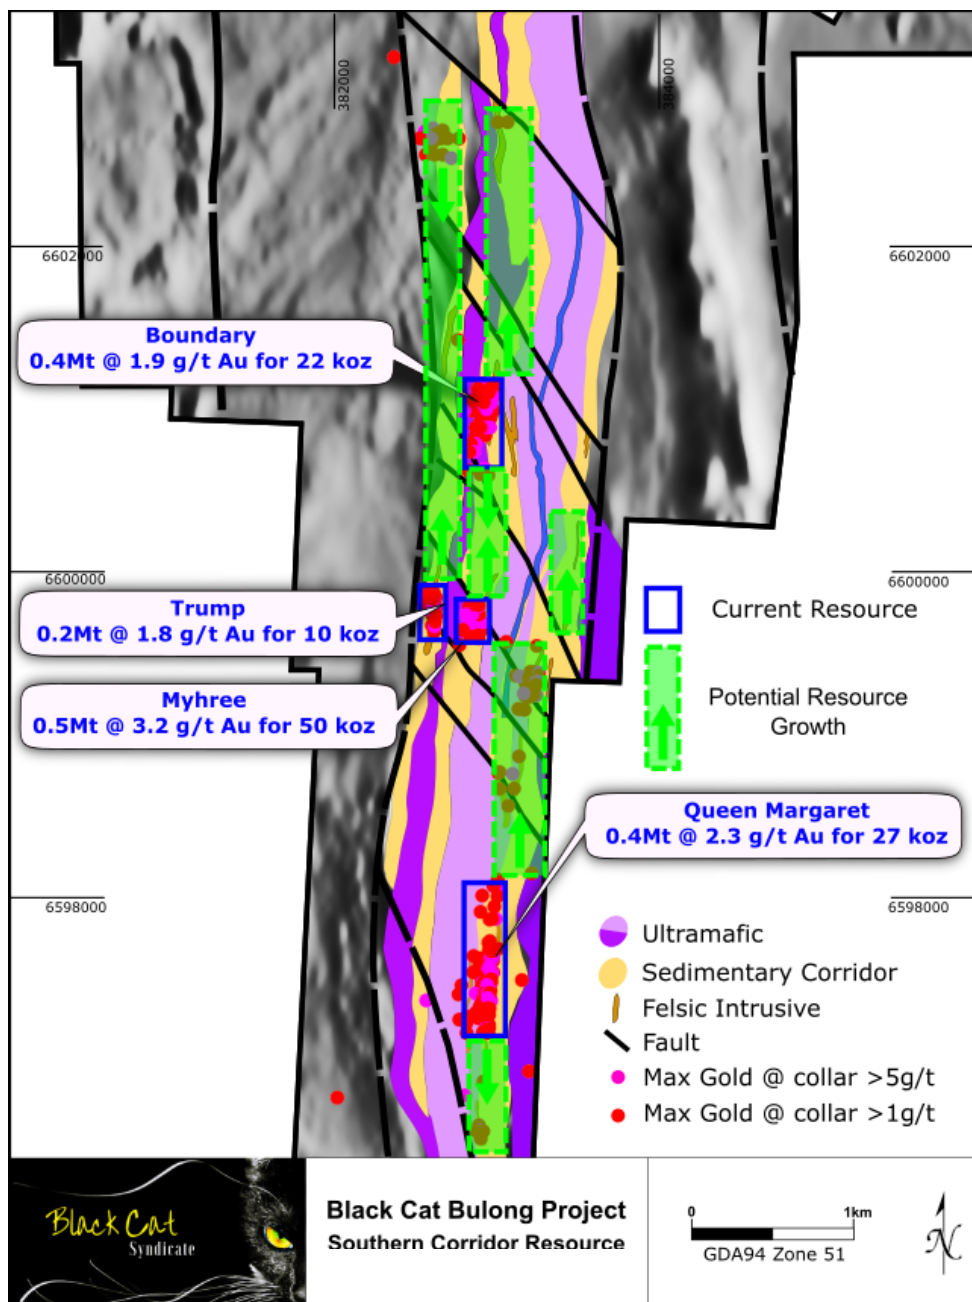 382000
384000
6602000
6602000
Boundary
0.4Mt @ 1.9 g/t Au for 22 koz
6600000
6600000
Trump
0.2Mt @ 1.8 g/t Au for 10 koz
Current Resource
Myhree
0.5Mt @ 3.2 g/t Au for 50 koz
Potential Resource
Growth
Queen Margaret
0.4Mt @ 2.3 g/t Au for 27 koz
6598000
6598000
Ultramafic
Sedimentary Corridor
Felsic Intrusive
Fault
Max Gold @ collar >5g/t
Max Gold @ collar >1g/t
Black Cat
Syndicate
Black Cat Bulong Project
Southern Corridor Resource
0 1km
GDA94 Zone 51
N